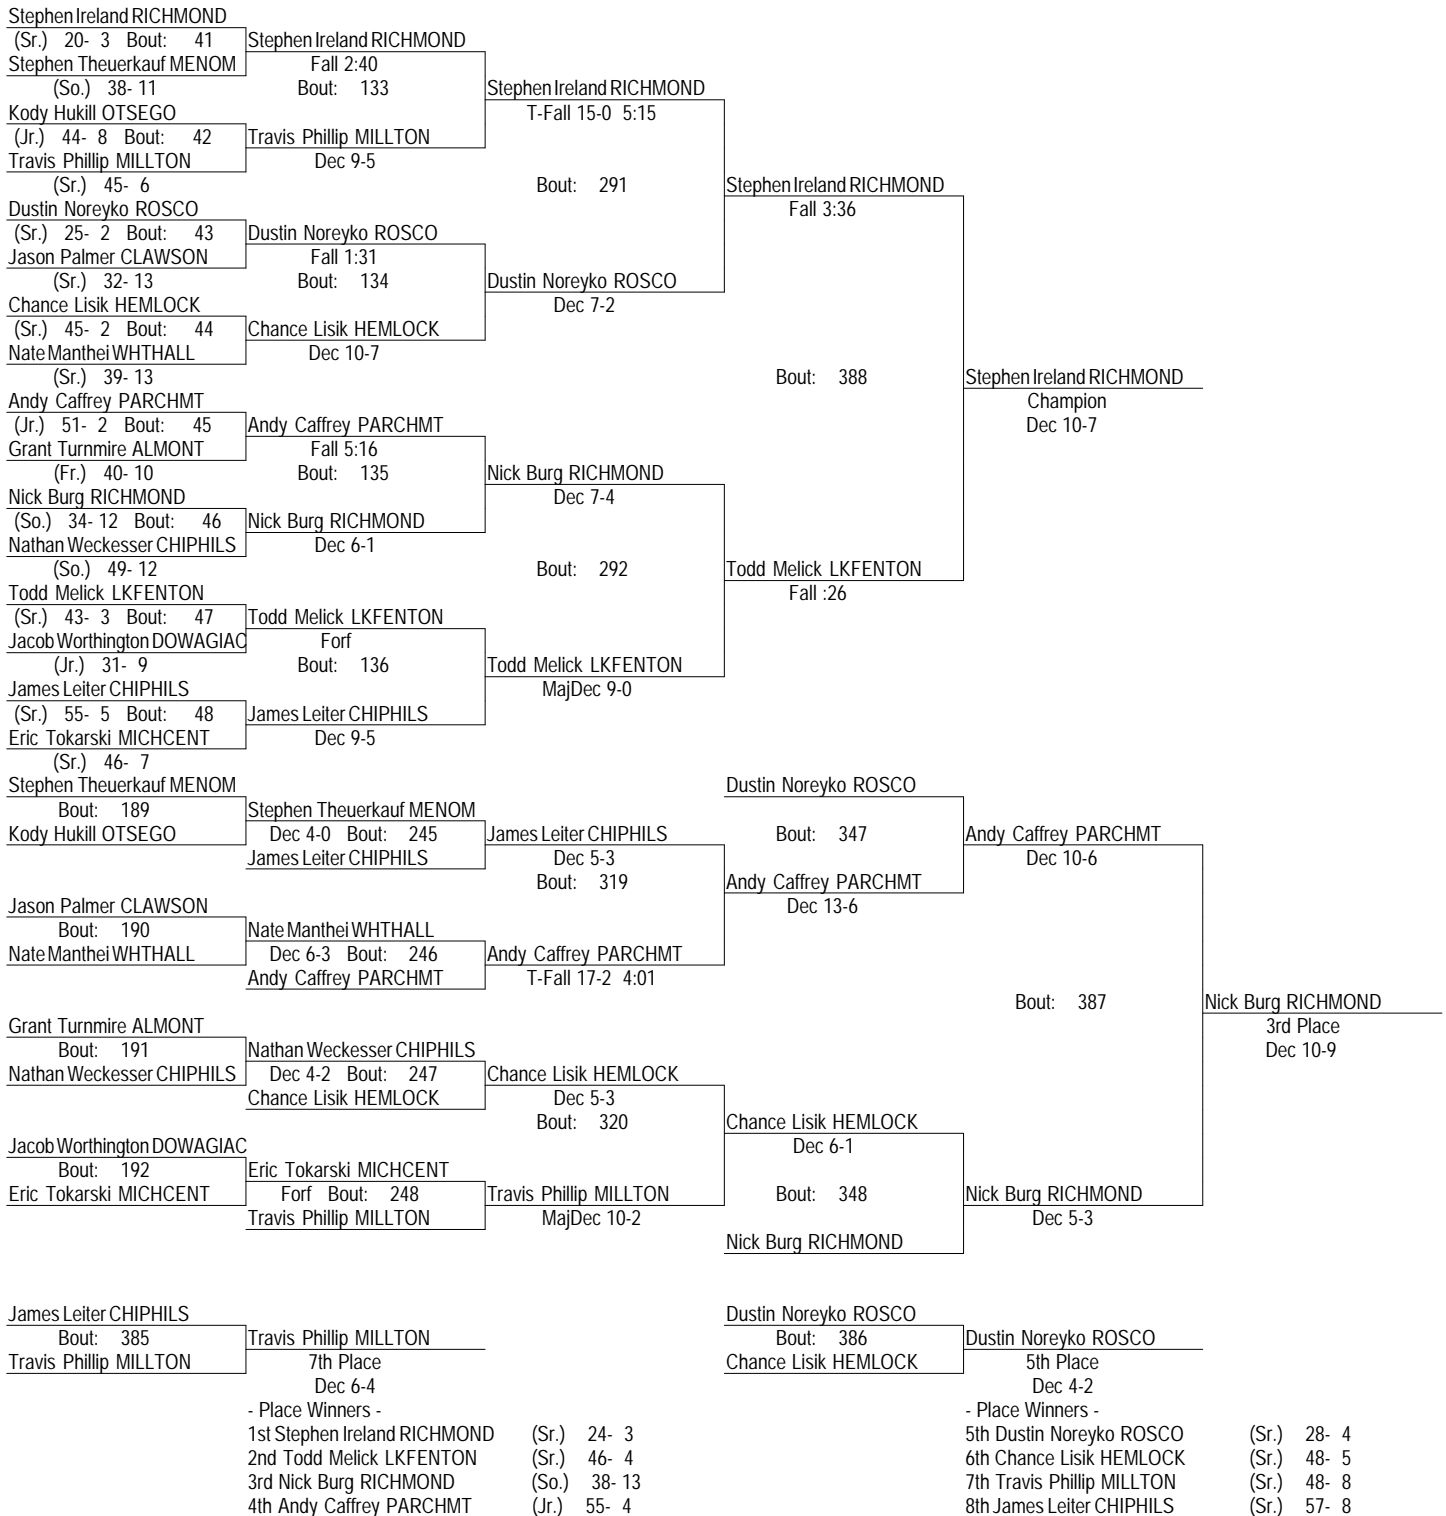 Stephen Ireland RICHMOND
(Sr.) 20- 3 Bout: 41 Stephen Ireland RICHMOND
Stephen Theuerkauf MENOM Fall 2:40
(So.) 38- 11 Bout: 133 Stephen Ireland RICHMOND
Kody Hukill OTSEGO T-Fall 15-0 5:15
(Jr.) 44- 8 Bout: 42 Travis Phillip MILLTON
Travis Phillip MILLTON Dec 9-5
(Sr.) 45- 6 Bout: 291 Stephen Ireland RICHMOND
Dustin Noreyko ROSCO Fall 3:36
(Sr.) 25- 2 Bout: 43 Dustin Noreyko ROSCO
Jason Palmer CLAWSON Fall 1:31
(Sr.) 32- 13 Bout: 134 Dustin Noreyko ROSCO
Chance Lisik HEMLOCK Dec 7-2
(Sr.) 45- 2 Bout: 44 Chance Lisik HEMLOCK
Nate Manthei WHTHALL Dec 10-7
(Sr.) 39- 13 Bout: 388 Stephen Ireland RICHMOND
Andy Caffrey PARCHMT Champion
(Jr.) 51- 2 Bout: 45 Andy Caffrey PARCHMT Dec 10-7
Grant Turnmire ALMONT Fall 5:16
(Fr.) 40- 10 Bout: 135 Nick Burg RICHMOND
Nick Burg RICHMOND Dec 7-4
(So.) 34- 12 Bout: 46 Nick Burg RICHMOND
Nathan Weckesser CHIPHILS Dec 6-1
(So.) 49- 12 Bout: 292 Todd Melick LKFENTON
Todd Melick LKFENTON Fall :26
(Sr.) 43- 3 Bout: 47 Todd Melick LKFENTON
Jacob Worthington DOWAGIAC Forf
(Jr.) 31- 9 Bout: 136 Todd Melick LKFENTON
James Leiter CHIPHILS MajDec 9-0
(Sr.) 55- 5 Bout: 48 James Leiter CHIPHILS
Eric Tokarski MICHCENT Dec 9-5
(Sr.) 46- 7
Stephen Theuerkauf MENOM Dustin Noreyko ROSCO
Bout: 189 Stephen Theuerkauf MENOM
Kody Hukill OTSEGO Dec 4-0 Bout: 245 James Leiter CHIPHILS Bout: 347 Andy Caffrey PARCHMT
James Leiter CHIPHILS Dec 5-3 Dec 10-6
Bout: 319 Andy Caffrey PARCHMT
Jason Palmer CLAWSON Dec 13-6
Bout: 190 Nate Manthei WHTHALL
Nate Manthei WHTHALL Dec 6-3 Bout: 246 Andy Caffrey PARCHMT
Andy Caffrey PARCHMT T-Fall 17-2 4:01
Bout: 387 Nick Burg RICHMOND
Grant Turnmire ALMONT 3rd Place
Bout: 191 Nathan Weckesser CHIPHILS Dec 10-9
Nathan Weckesser CHIPHILS Dec 4-2 Bout: 247 Chance Lisik HEMLOCK
Chance Lisik HEMLOCK Dec 5-3
Bout: 320 Chance Lisik HEMLOCK
Jacob Worthington DOWAGIAC Dec 6-1
Bout: 192 Eric Tokarski MICHCENT
Eric Tokarski MICHCENT Forf Bout: 248 Travis Phillip MILLTON Bout: 348 Nick Burg RICHMOND
Travis Phillip MILLTON MajDec 10-2 Dec 5-3
Nick Burg RICHMOND
James Leiter CHIPHILS Dustin Noreyko ROSCO
Bout: 385 Travis Phillip MILLTON Bout: 386 Dustin Noreyko ROSCO
Travis Phillip MILLTON 7th Place Chance Lisik HEMLOCK 5th Place
Dec 6-4 Dec 4-2
- Place Winners - - Place Winners -
1st Stephen Ireland RICHMOND (Sr.) 24- 3 5th Dustin Noreyko ROSCO (Sr.) 28- 4
2nd Todd Melick LKFENTON (Sr.) 46- 4 6th Chance Lisik HEMLOCK (Sr.) 48- 5
3rd Nick Burg RICHMOND (So.) 38- 13 7th Travis Phillip MILLTON (Sr.) 48- 8
4th Andy Caffrey PARCHMT (Jr.) 55- 4 8th James Leiter CHIPHILS (Sr.) 57- 8